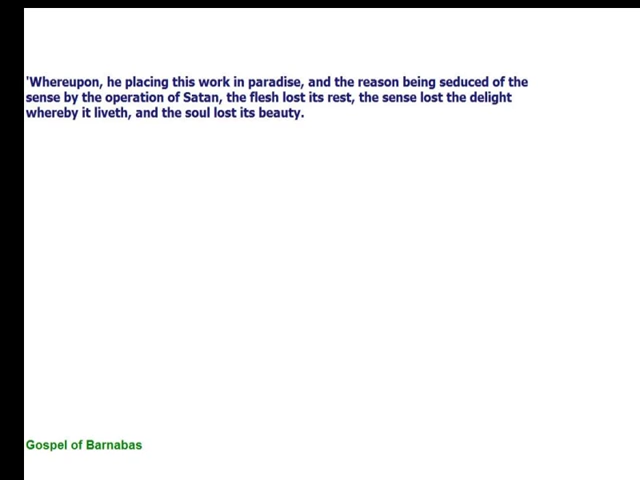 'Whereupon, he placing this work in paradise, and the reason being seduced of the
sense by the operation of Satan, the flesh lost its rest, the sense lost the delight
whereby it liveth, and the soul lost its beauty.
Gospel of Barnabas